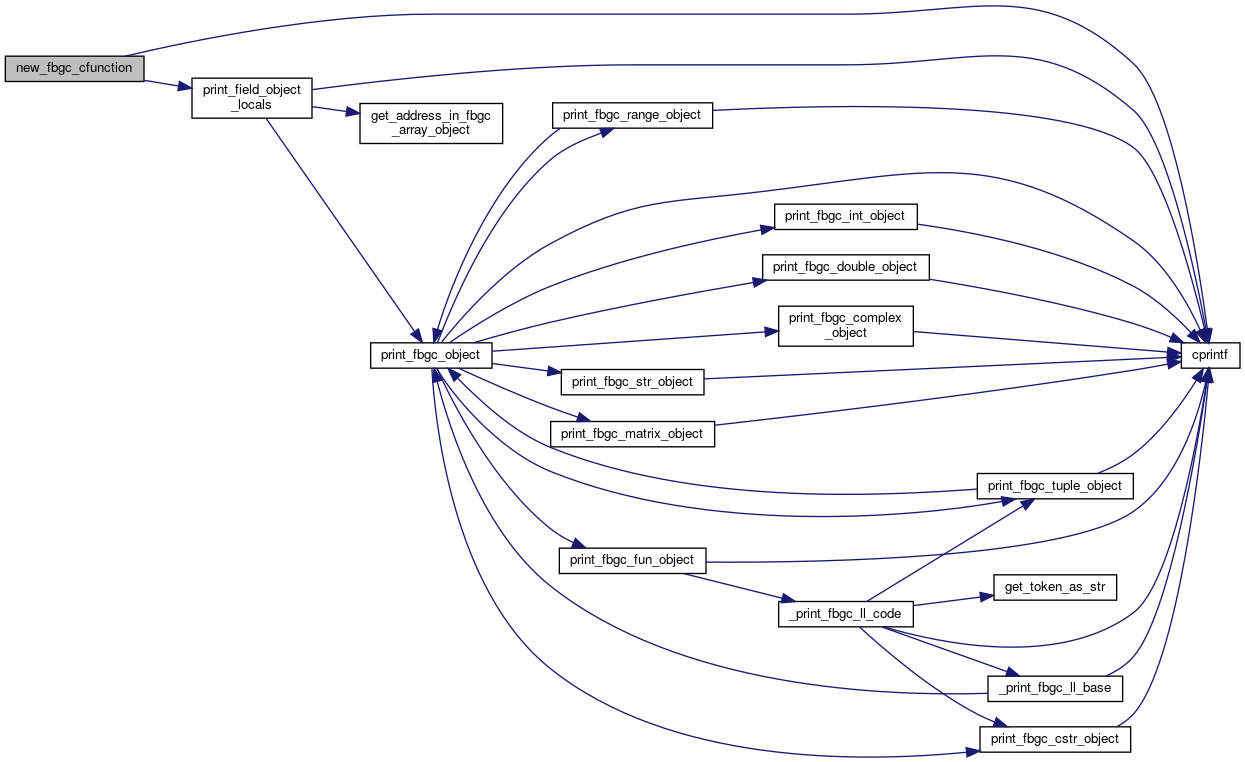 new_fbgc_cfunction
print_field_object
_locals
get_address_in_fbgc
_array_object
print_fbgc_range_object
print_fbgc_int_object
print_fbgc_double_object
print_fbgc_complex
_object
print_fbgc_object
cprintf
print_fbgc_str_object
print_fbgc_matrix_object
print_fbgc_tuple_object
print_fbgc_fun_object
get_token_as_str
_print_fbgc_ll_code
_print_fbgc_ll_base
print_fbgc_cstr_object